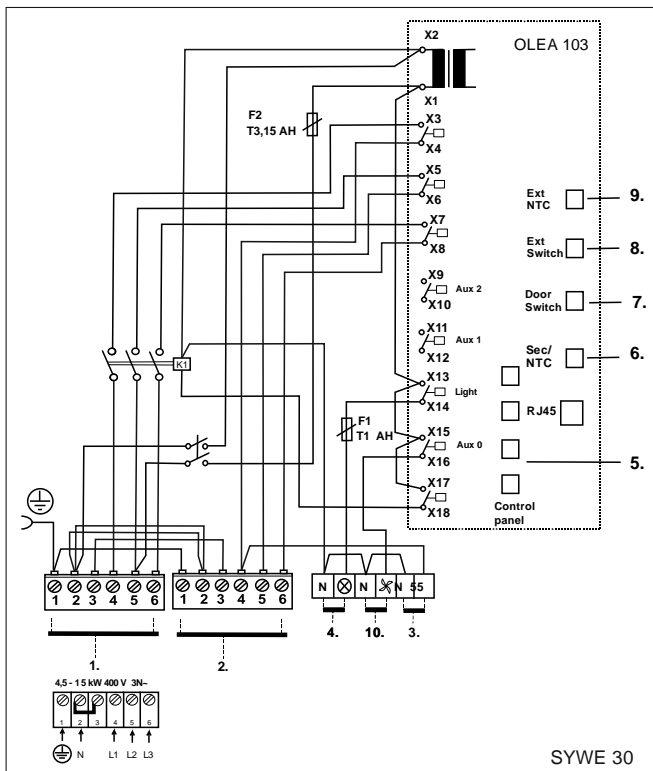 OLEA 103
X2
X1
F2
T3,15 AH
X3
X4
X5
X6
X7
X8
X9
Aux 2
X10
X11
Aux 1
X12
X13
Light
X14
F1
T1 AH
X15
Aux 0
X16
X17
X18
Ext
NTC
9.
Ext
Switch
8.
Door
Switch
7.
Sec/
NTC
6.
RJ45
5.
Control
panel
K1
1 2 3 4 5 6
1 2 3 4 5 6
N N N 55
1.
2.
4.
10.
3.
4,5 - 15 kW 400 V 3N~
1 2 3 4 5 6
N L1 L2 L3
SYWE 30